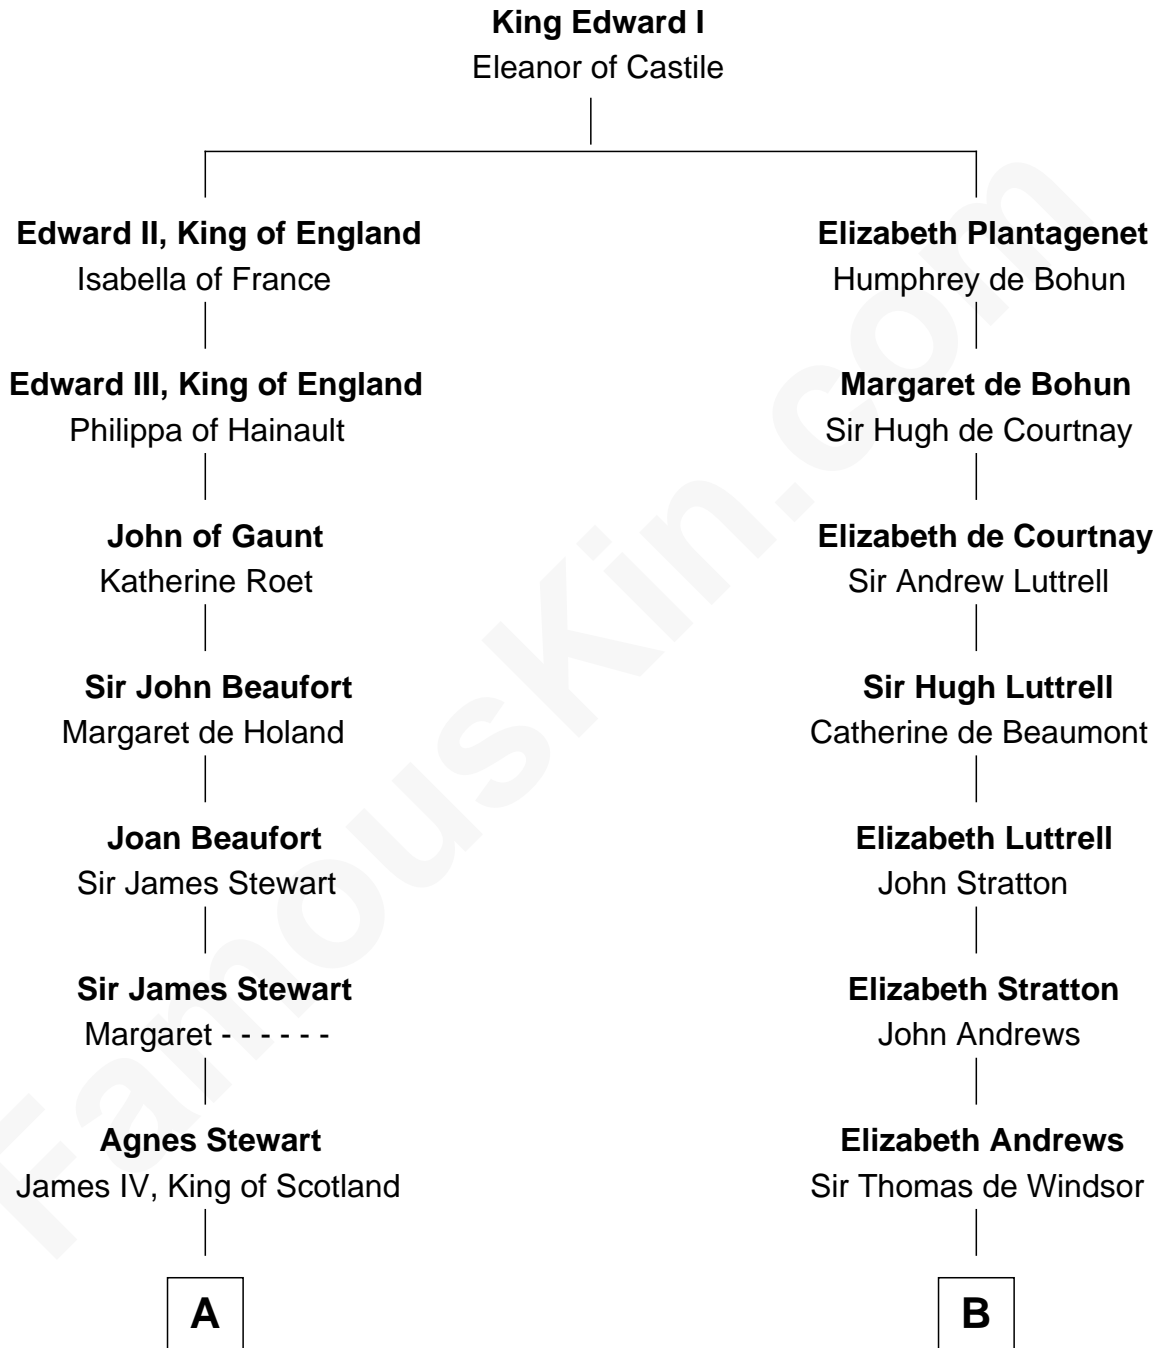 King Edward I
Eleanor of Castile
Edward II, King of England
Isabella of France
Elizabeth Plantagenet
Humphrey de Bohun
Edward III, King of England
Philippa of Hainault
Margaret de Bohun
Sir Hugh de Courtnay
John of Gaunt
Katherine Roet
Elizabeth de Courtnay
Sir Andrew Luttrell
Sir John Beaufort
Margaret de Holand
Sir Hugh Luttrell
Catherine de Beaumont
Joan Beaufort
Sir James Stewart
Elizabeth Luttrell
John Stratton
Sir James Stewart
Margaret - - - - - -
Elizabeth Stratton
John Andrews
Agnes Stewart
James IV, King of Scotland
Elizabeth Andrews
Sir Thomas de Windsor
A
B
FamousKin.com